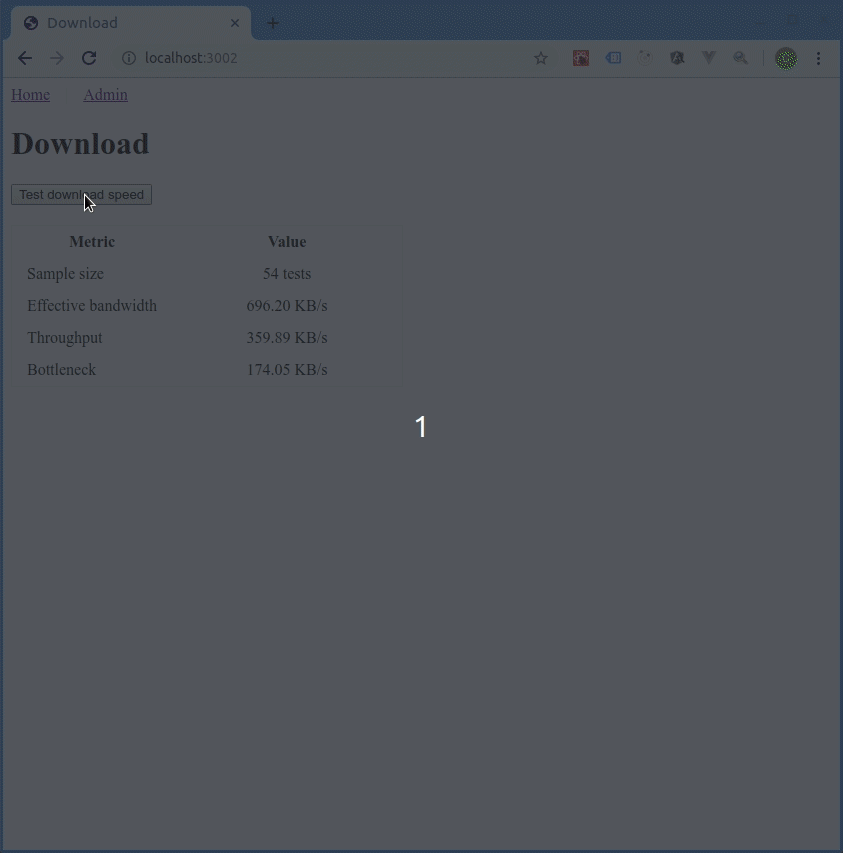 Download
localhost:3002
Home Admin
Download
Test download speed
Metric Value
Sample size 54 tests
Effective bandwidth 696.20 KB/s
Throughput 359.89 KB/s
Bottleneck 174.05 KB/s
1